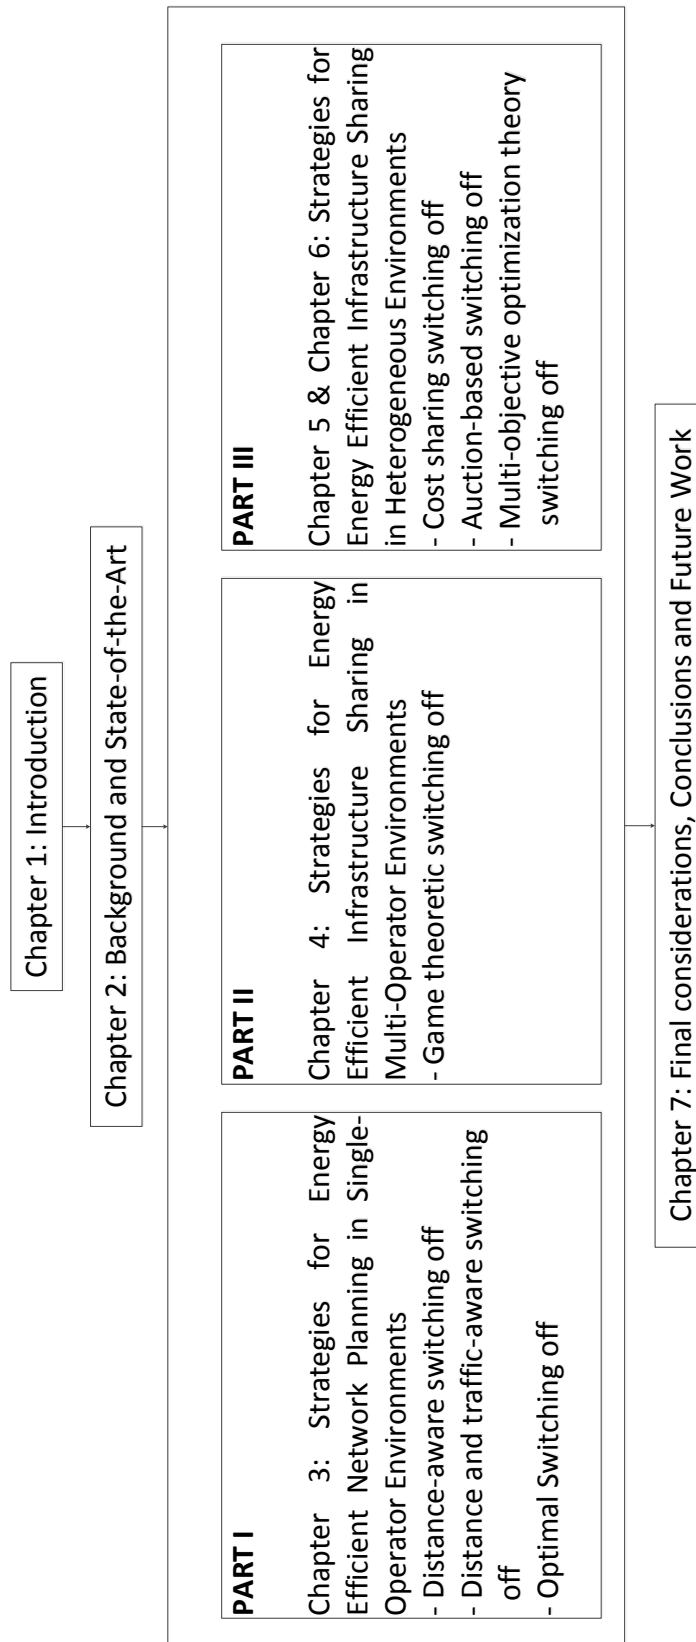 Chapter 1: Introduction
Chapter 2: Background and State-of-the-Art
PART I
Chapter 3: Strategies for Energy
Efficient Network Planning in Single-
Operator Environments
- Distance-aware switching off
- Distance and traffic-aware switching
off
- Optimal Switching off
PART II
Chapter 4: Strategies for Energy
Efficient Infrastructure Sharing in
Multi-Operator Environments
- Game theoretic switching off
PART III
Chapter 5 & Chapter 6: Strategies for
Energy Efficient Infrastructure Sharing
in Heterogeneous Environments
- Cost sharing switching off
- Auction-based switching off
- Multi-objective optimization theory
switching off
Chapter 7: Final considerations, Conclusions and Future Work